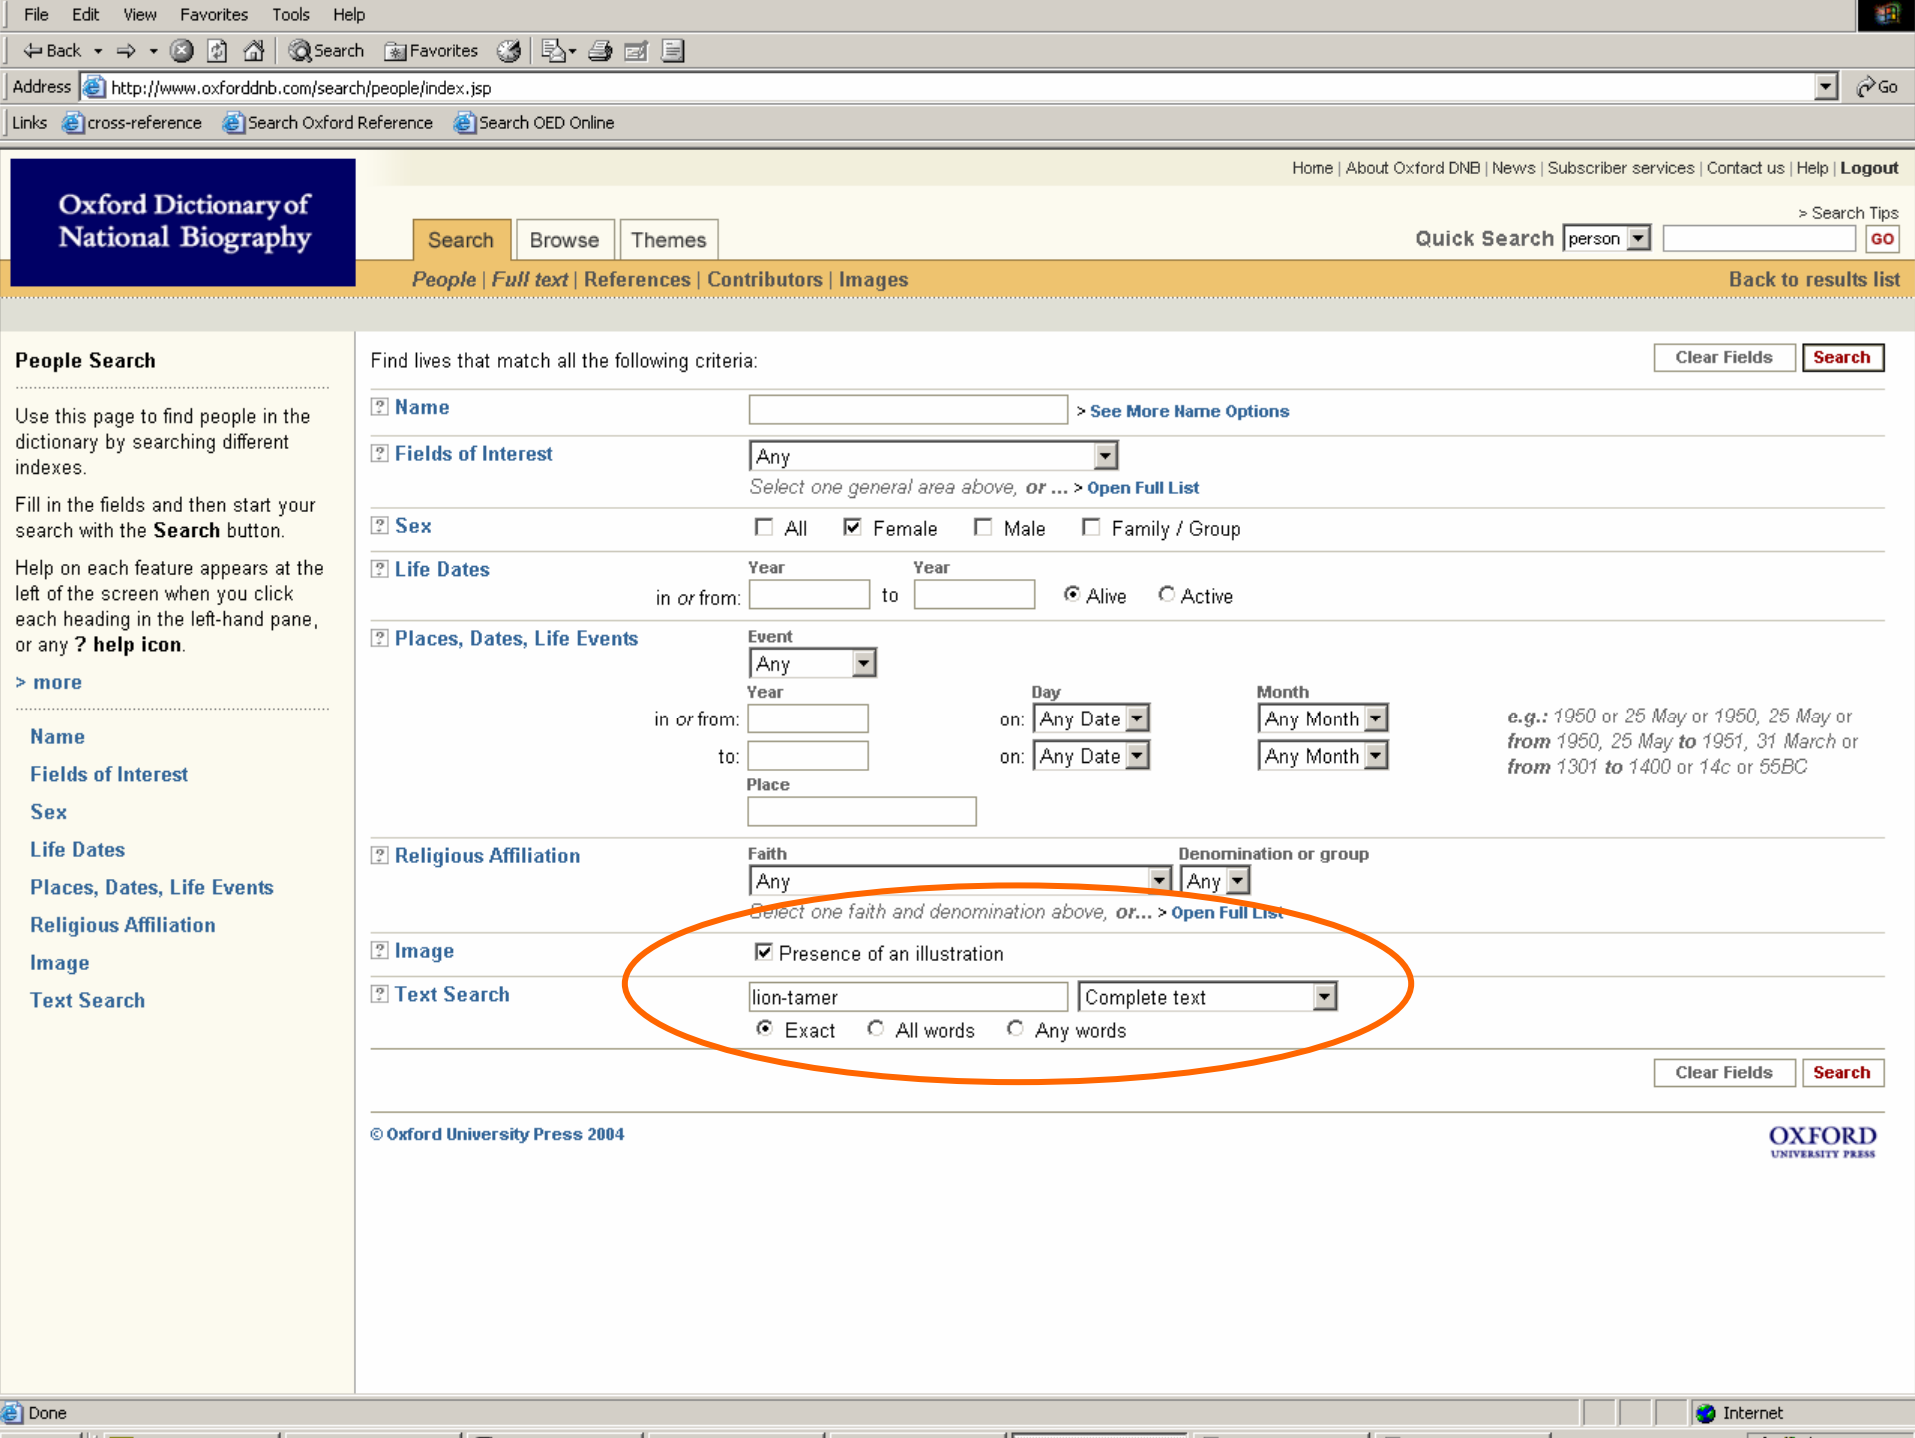 File Edit View Favorites Tools Help
Back Search Favorites
Address http://www.oxforddnb.com/search/people/index.jsp Go
Links cross-reference Search Oxford Reference Search OED Online
Home | About Oxford DNB | News | Subscriber services | Contact us | Help | Logout
Oxford Dictionary of
National Biography
> Search Tips
Search Browse Themes
Quick Search person GO
People | Full text | References | Contributors | Images
Back to results list
People Search
Use this page to find people in the
dictionary by searching different
indexes.
Fill in the fields and then start your
search with the Search button.
Help on each feature appears at the
left of the screen when you click
each heading in the left-hand pane,
or any ? help icon.
> more
Name
Fields of Interest
Sex
Life Dates
Places, Dates, Life Events
Religious Affiliation
Image
Text Search
Find lives that match all the following criteria:
Clear Fields Search
? Name > See More Name Options
? Fields of Interest Any
Select one general area above, or ... > Open Full List
? Sex All Female Male Family / Group
? Life Dates Year Year
in or from: to Alive Active
? Places, Dates, Life Events Event
Any
Year Day Month
in or from: on: Any Date Any Month
to: on: Any Date Any Month
e.g.: 1950 or 25 May or 1950, 25 May or
from 1950, 25 May to 1951, 31 March or
from 1301 to 1400 or 14c or 55BC
Place
? Religious Affiliation Faith Denomination or group
Any Any
Select one faith and denomination above, or... > Open Full List
? Image Presence of an illustration
? Text Search lion-tamer Complete text
Exact All words Any words
Clear Fields Search
© Oxford University Press 2004
OXFORD
UNIVERSITY PRESS
Done Internet